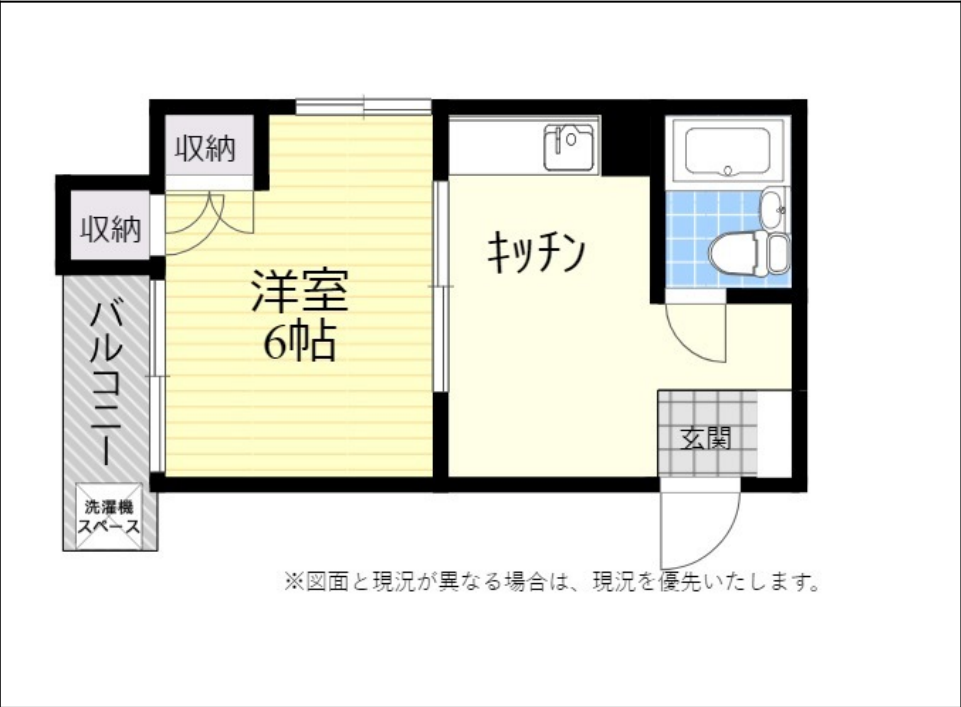 収納
収納
洋室
6帖
キッチン
バルコニー
玄関
洗濯機
スペース
※図面と現況が異なる場合は、現況を優先いたします。